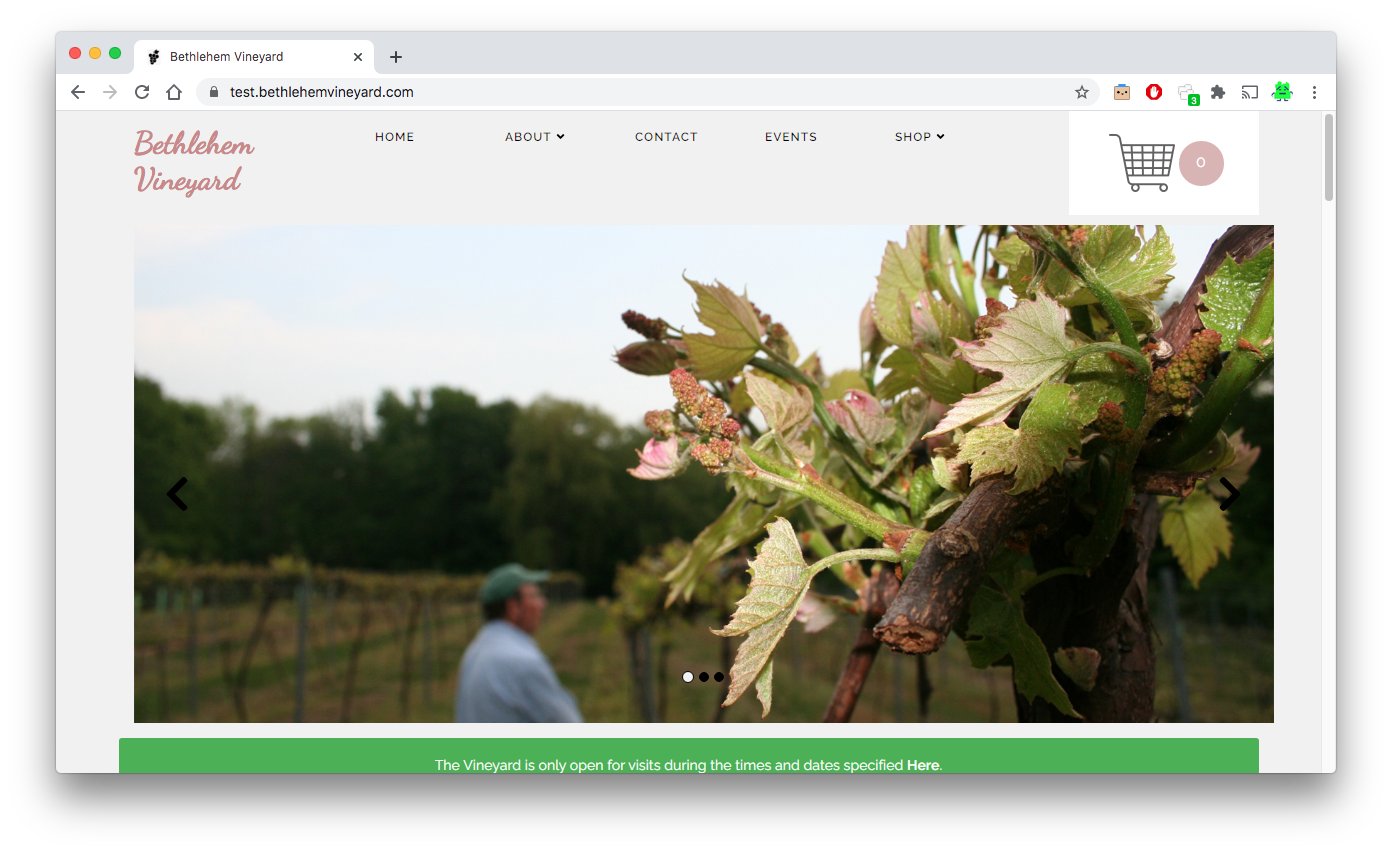 Bethlehem Vineyard
test.bethlehemvineyard.com
3
Bethlehem
Vineyard
HOME
ABOUT
CONTACT
EVENTS
SHOP
0
The Vineyard is only open for visits during the times and dates specified Here.